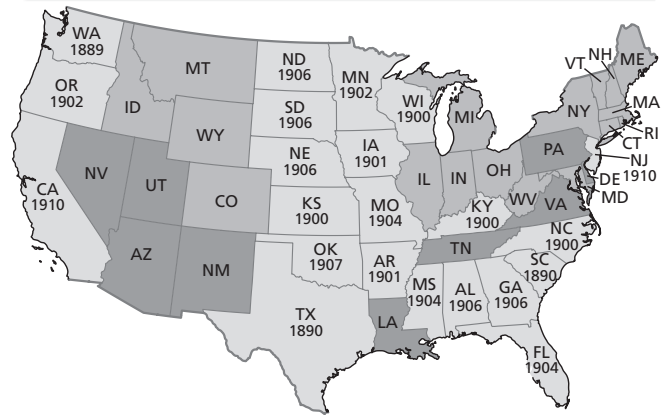 WA
1889
OR
1902
CA
1910
NV
ID
MT
WY
UT
CO
AZ
NM
ND
1906
SD
1906
NE
1906
KS
1900
OK
1907
TX
1890
MN
1902
IA
1901
MO
1904
AR
1901
LA
WI
1900
IL
MI
IN
OH
KY
1900
TN
MS
1904
AL
1906
GA
1906
FL
1904
SC
1890
NC
1900
VA
WV
PA
NY
VT
NH
ME
MA
RI
CT
NJ
1910
DE
MD